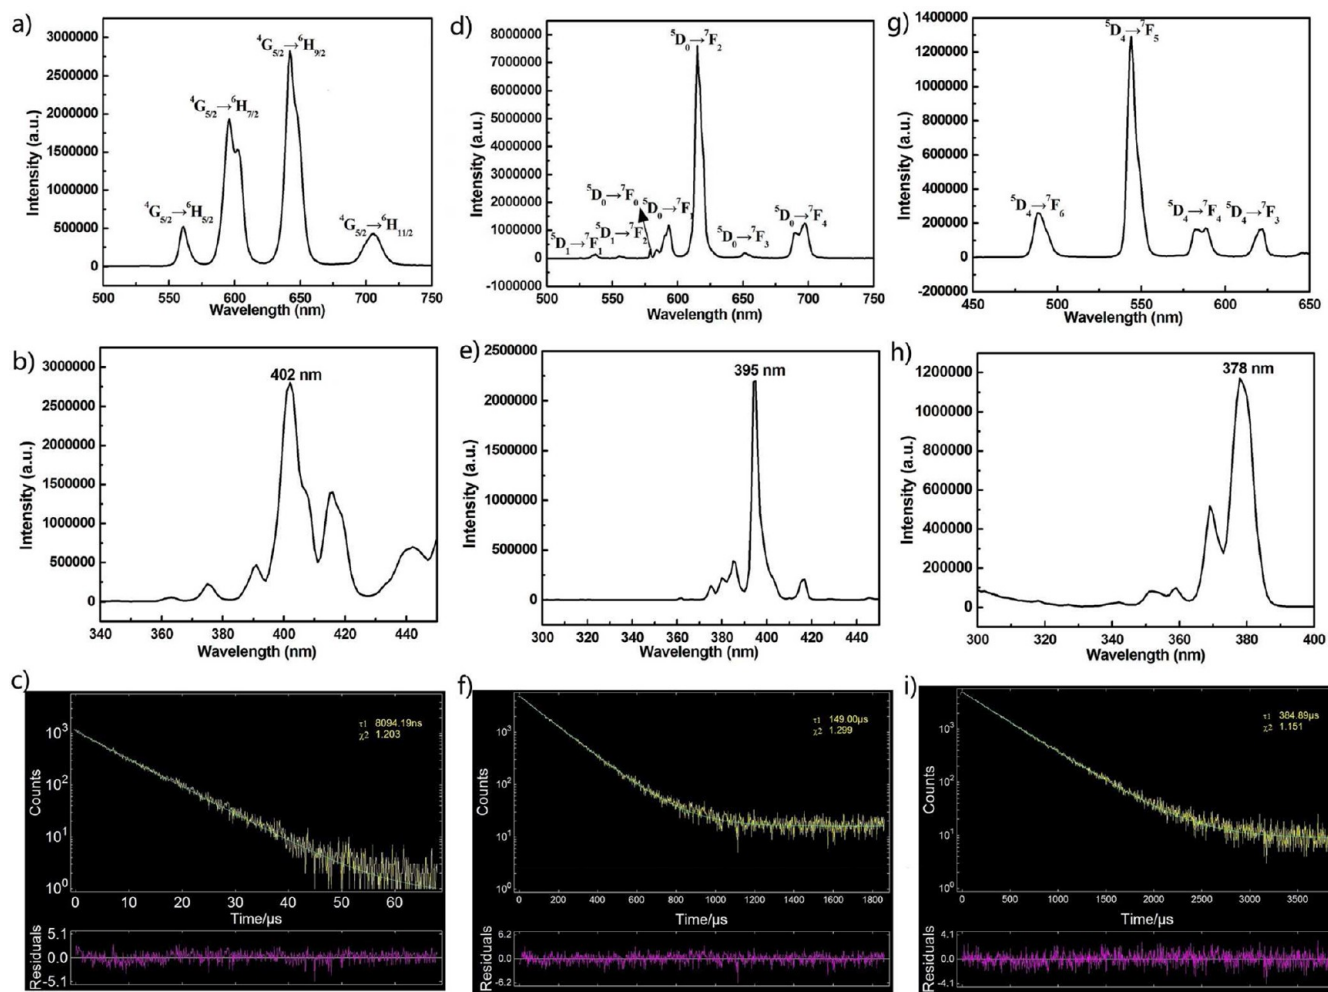 a)
3000000
2500000
2000000
1500000
1000000
500000
0
Intensity (a.u.)
⁴G₅/₂→⁶H₅/₂
⁴G₅/₂→⁶H₇/₂
⁴G₅/₂→⁶H₉/₂
⁴G₅/₂→⁶H₁₁/₂
500 550 600 650 700 750
Wavelength (nm)
d)
8000000
7000000
6000000
5000000
4000000
3000000
2000000
1000000
0
-1000000
Intensity (a.u.)
⁵D₀→⁷F₂
⁵D₀→⁷F₀
⁵D₀→⁷F₁
⁵D₁→⁷F₁
⁵D₁→⁷F₂
⁵D₀→⁷F₃
⁵D₀→⁷F₄
500 550 600 650 700 750
Wavelength (nm)
g)
1400000
1200000
1000000
800000
600000
400000
200000
0
-200000
Intensity (a.u.)
⁵D₄→⁷F₅
⁵D₄→⁷F₆
⁵D₄→⁷F₄
⁵D₄→⁷F₃
450 500 550 600 650
Wavelength (nm)
b)
3000000
2500000
2000000
1500000
1000000
500000
0
Intensity (a.u.)
402 nm
340 360 380 400 420 440
Wavelength (nm)
e)
2500000
2000000
1500000
1000000
500000
0
Intensity (a.u.)
395 nm
300 320 340 360 380 400 420 440
Wavelength (nm)
h)
1200000
1000000
800000
600000
400000
200000
0
Intensity (a.u.)
378 nm
300 320 340 360 380 400
Wavelength (nm)
c)
10³
10²
10¹
10⁰
Counts
τ1 8094.19ns
χ2 1.203
0 10 20 30 40 50 60
Time/µs
5.1
0.0
-5.1
Residuals
f)
10³
10²
10¹
10⁰
Counts
τ1 149.00µs
χ2 1.299
0 200 400 600 800 1000 1200 1400 1600 1800
Time/µs
6.2
0.0
-6.2
Residuals
i)
10³
10²
10¹
10⁰
Counts
τ1 384.89µs
χ2 1.151
0 500 1000 1500 2000 2500 3000 3500
Time/µs
4.1
0.0
-4.1
Residuals